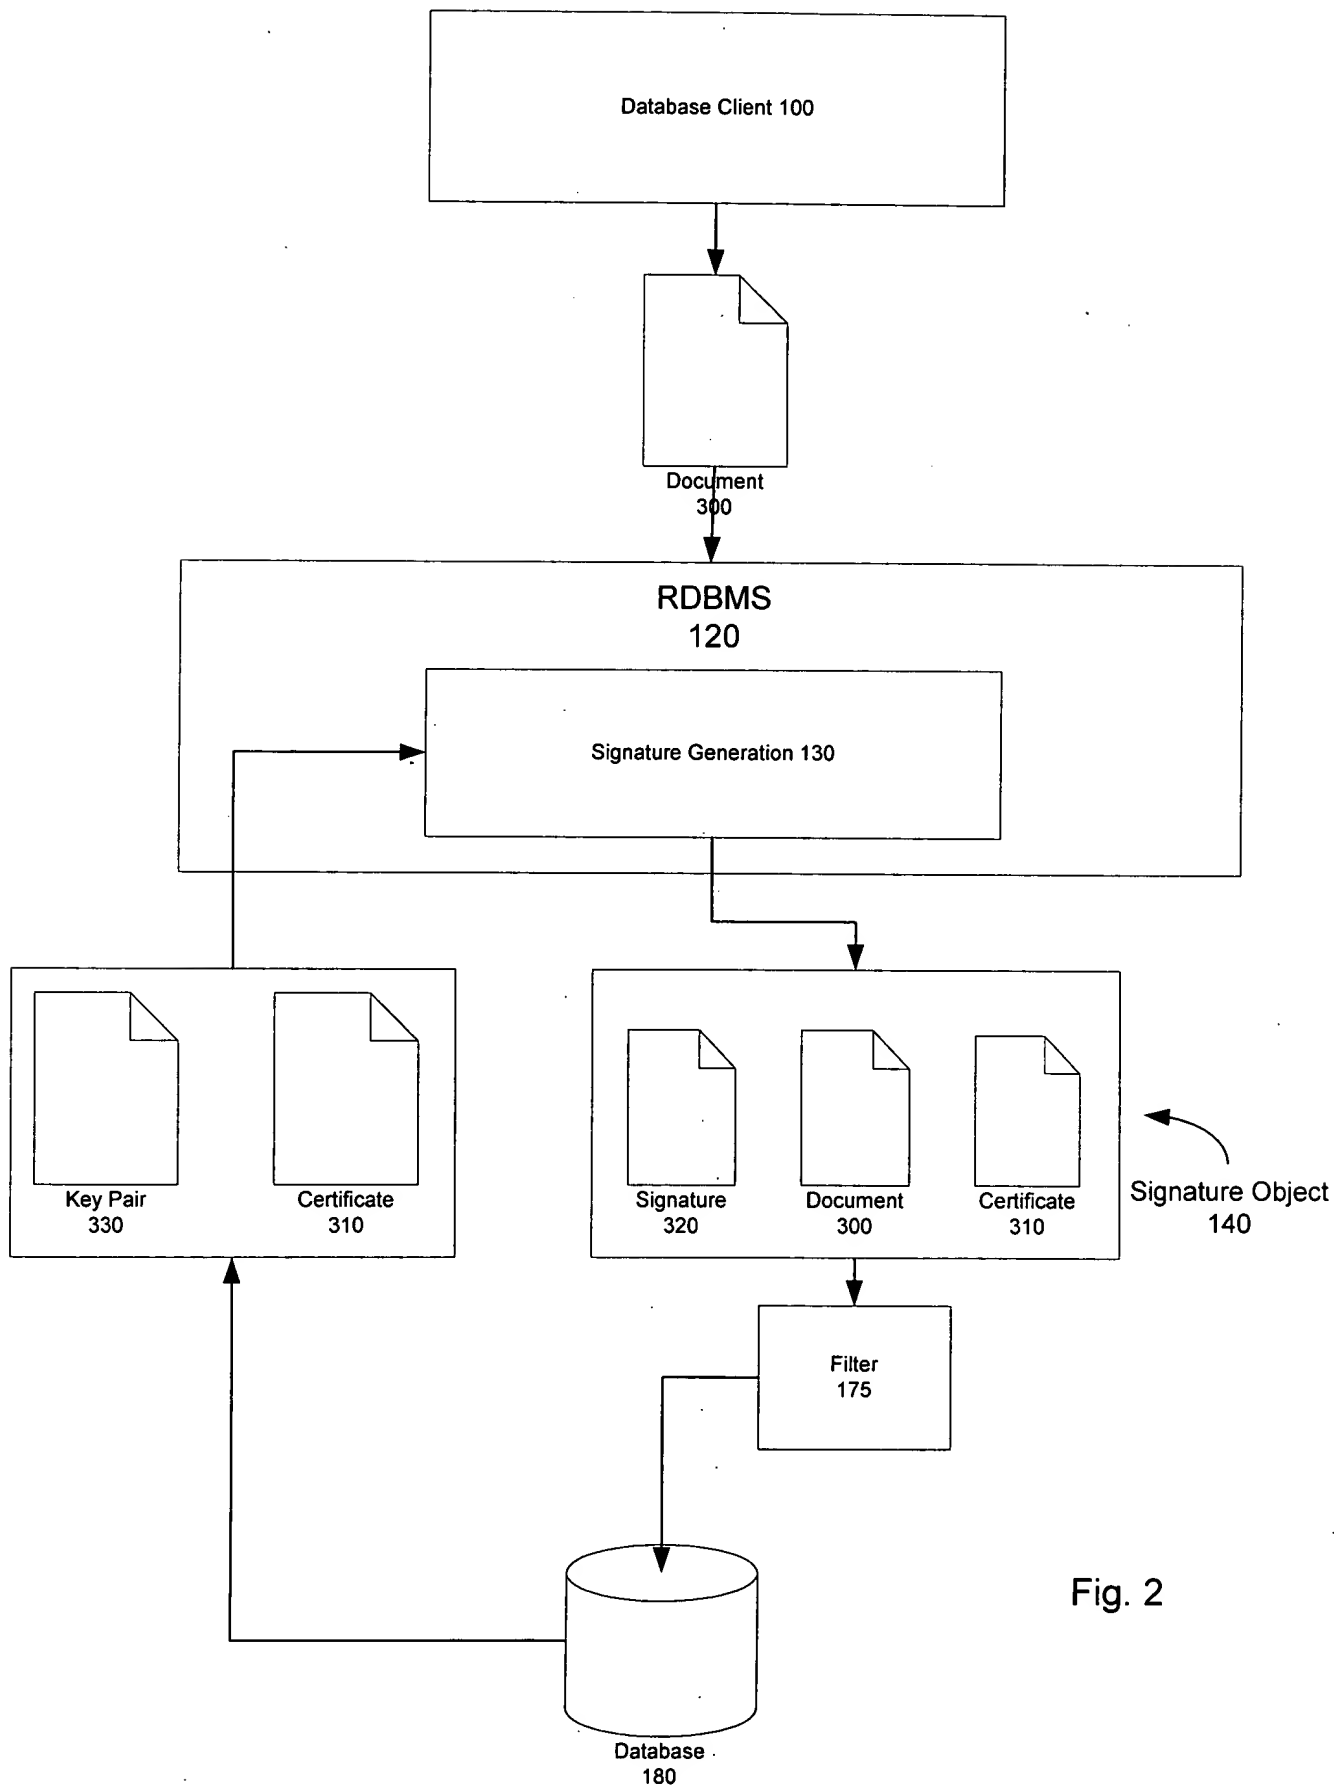 Database Client 100
Document
300
RDBMS
120
Signature Generation 130
Key Pair
330
Certificate
310
Signature
320
Document
300
Certificate
310
Signature Object
140
Filter
175
Fig. 2
Database
180